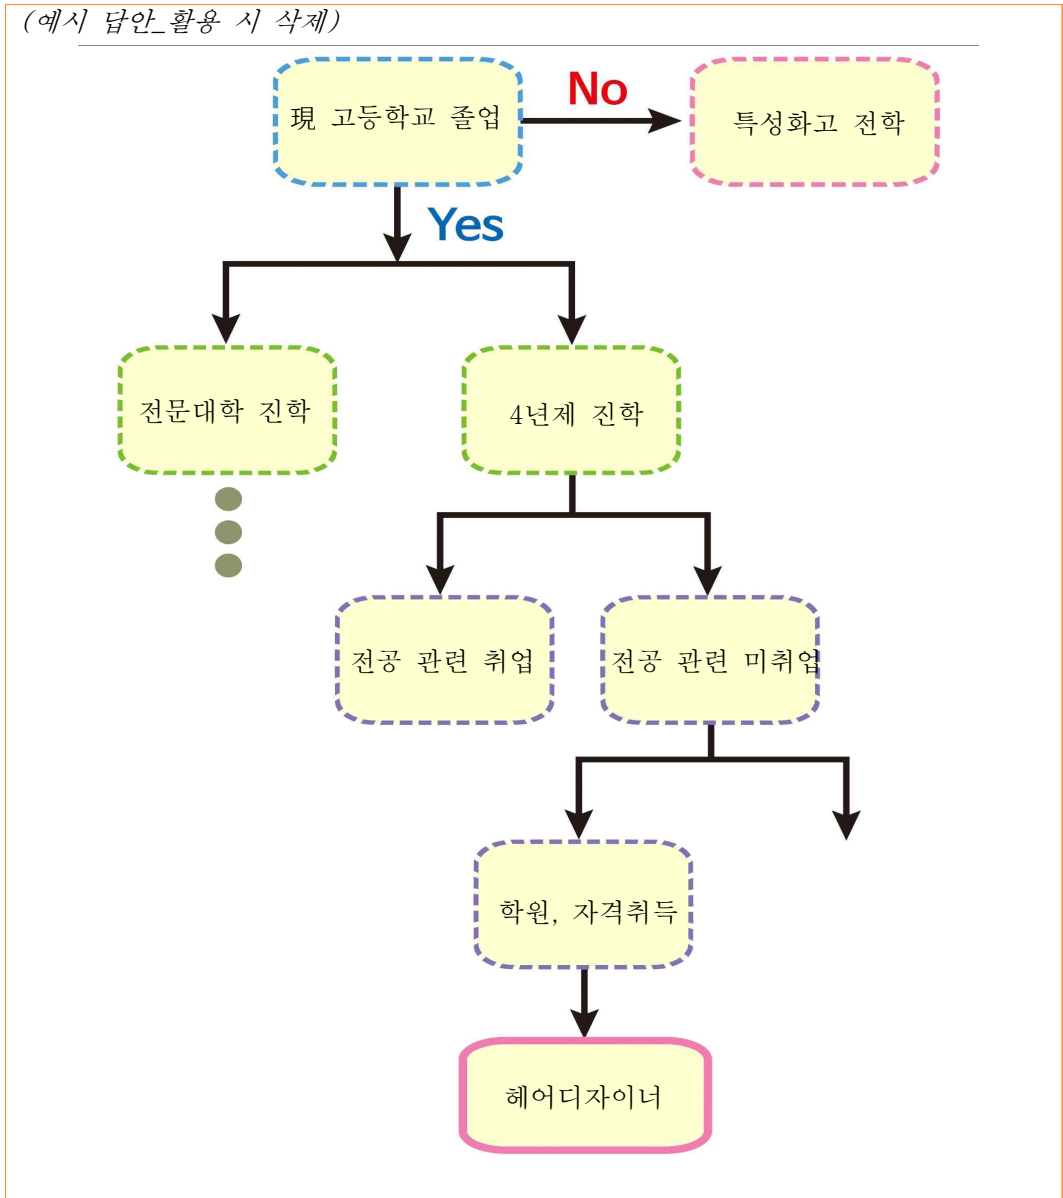 (예시 답안_활용 시 삭제)
現 고등학교 졸업
No
특성화고 전학
Yes
전문대학 진학
4년제 진학
전공 관련 취업
전공 관련 미취업
학원, 자격취득
헤어디자이너